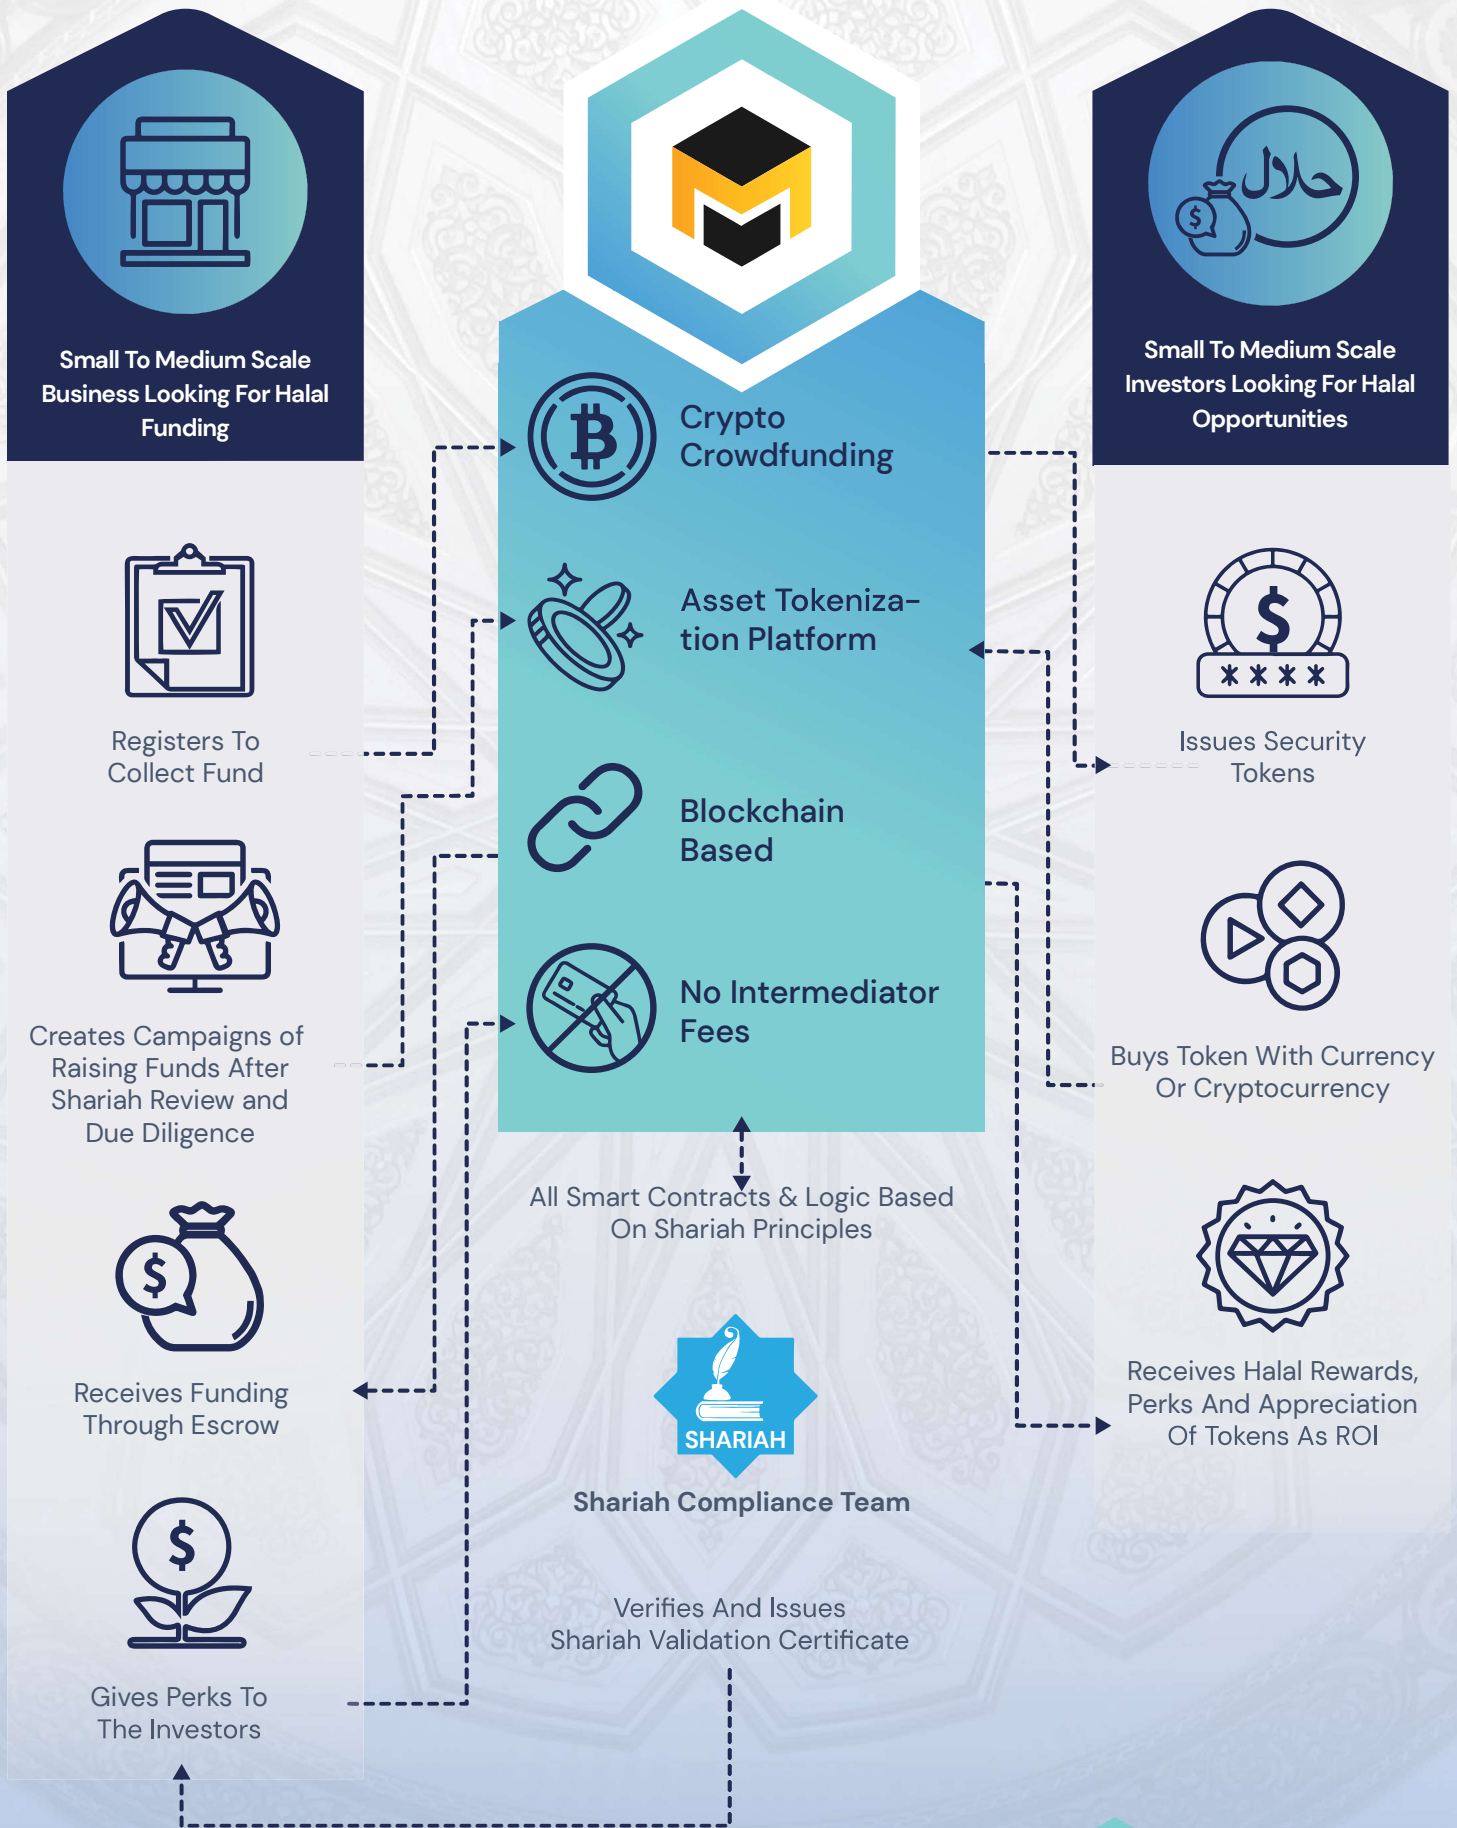 Small To Medium Scale
Business Looking For Halal
Funding
Registers To
Collect Fund
Creates Campaigns of
Raising Funds After
Shariah Review and
Due Diligence
$
Receives Funding
Through Escrow
$
Gives Perks To
The Investors
Crypto
Crowdfunding
Asset Tokeniza-
tion Platform
Blockchain
Based
No Intermediator
Fees
All Smart Contracts & Logic Based
On Shariah Principles
SHARIAH
Shariah Compliance Team
Verifies And Issues
Shariah Validation Certificate
حلال
$
Small To Medium Scale
Investors Looking For Halal
Opportunities
$
****
Issues Security
Tokens
Buys Token With Currency
Or Cryptocurrency
Receives Halal Rewards,
Perks And Appreciation
Of Tokens As ROI